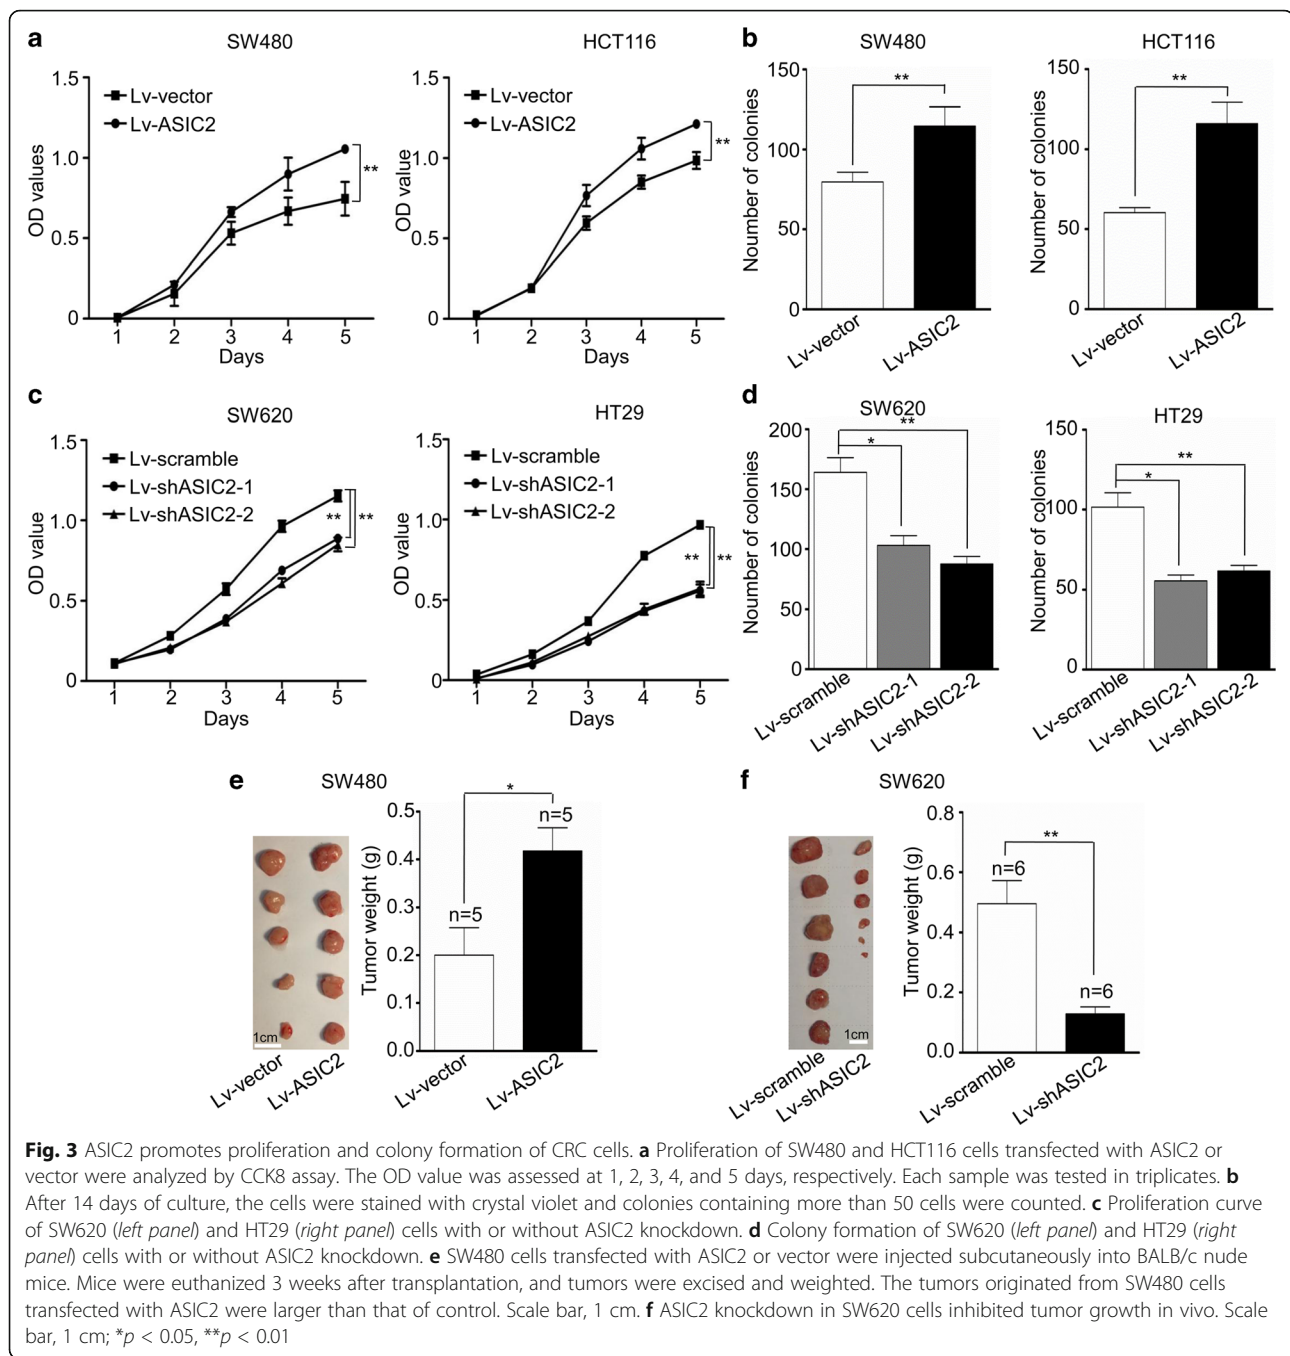 a
SW480
HCT116
b
SW480
HCT116
1.5
1.0
0.5
0
OD values
Lv-vector
Lv-ASIC2
**
1 2 3 4 5
Days
1.5
1.0
0.5
0
OD value
Lv-vector
Lv-ASIC2
**
1 2 3 4 5
Days
150
100
50
0
Noumber of colonies
**
Lv-vector
Lv-ASIC2
150
100
50
0
Noumber of colonies
**
Lv-vector
Lv-ASIC2
c
SW620
HT29
d
SW620
HT29
1.5
1.0
0.5
0
OD value
Lv-scramble
Lv-shASIC2-1
Lv-shASIC2-2
** **
1 2 3 4 5
Days
1.5
1.0
0.5
0
OD value
Lv-scramble
Lv-shASIC2-1
Lv-shASIC2-2
** **
1 2 3 4 5
Days
200
150
100
50
0
Noumber of colonies
**
*
Lv-scramble
Lv-shASIC2-1
Lv-shASIC2-2
150
100
50
0
Noumber of colonies
**
*
Lv-scramble
Lv-shASIC2-1
Lv-shASIC2-2
e
SW480
1cm
Lv-vector
Lv-ASIC2
0.5
0.4
0.3
0.2
0.1
0.0
Tumor weight (g)
*
n=5
n=5
Lv-vector
Lv-ASIC2
f
SW620
1cm
Lv-scramble
Lv-shASIC2
0.8
0.6
0.4
0.2
0.0
Tumor weight (g)
**
n=6
n=6
Lv-scramble
Lv-shASIC2
Fig. 3 ASIC2 promotes proliferation and colony formation of CRC cells. a Proliferation of SW480 and HCT116 cells transfected with ASIC2 or
vector were analyzed by CCK8 assay. The OD value was assessed at 1, 2, 3, 4, and 5 days, respectively. Each sample was tested in triplicates. b
After 14 days of culture, the cells were stained with crystal violet and colonies containing more than 50 cells were counted. c Proliferation curve
of SW620 (left panel) and HT29 (right panel) cells with or without ASIC2 knockdown. d Colony formation of SW620 (left panel) and HT29 (right
panel) cells with or without ASIC2 knockdown. e SW480 cells transfected with ASIC2 or vector were injected subcutaneously into BALB/c nude
mice. Mice were euthanized 3 weeks after transplantation, and tumors were excised and weighted. The tumors originated from SW480 cells
transfected with ASIC2 were larger than that of control. Scale bar, 1 cm. f ASIC2 knockdown in SW620 cells inhibited tumor growth in vivo. Scale
bar, 1 cm; *p < 0.05, **p < 0.01